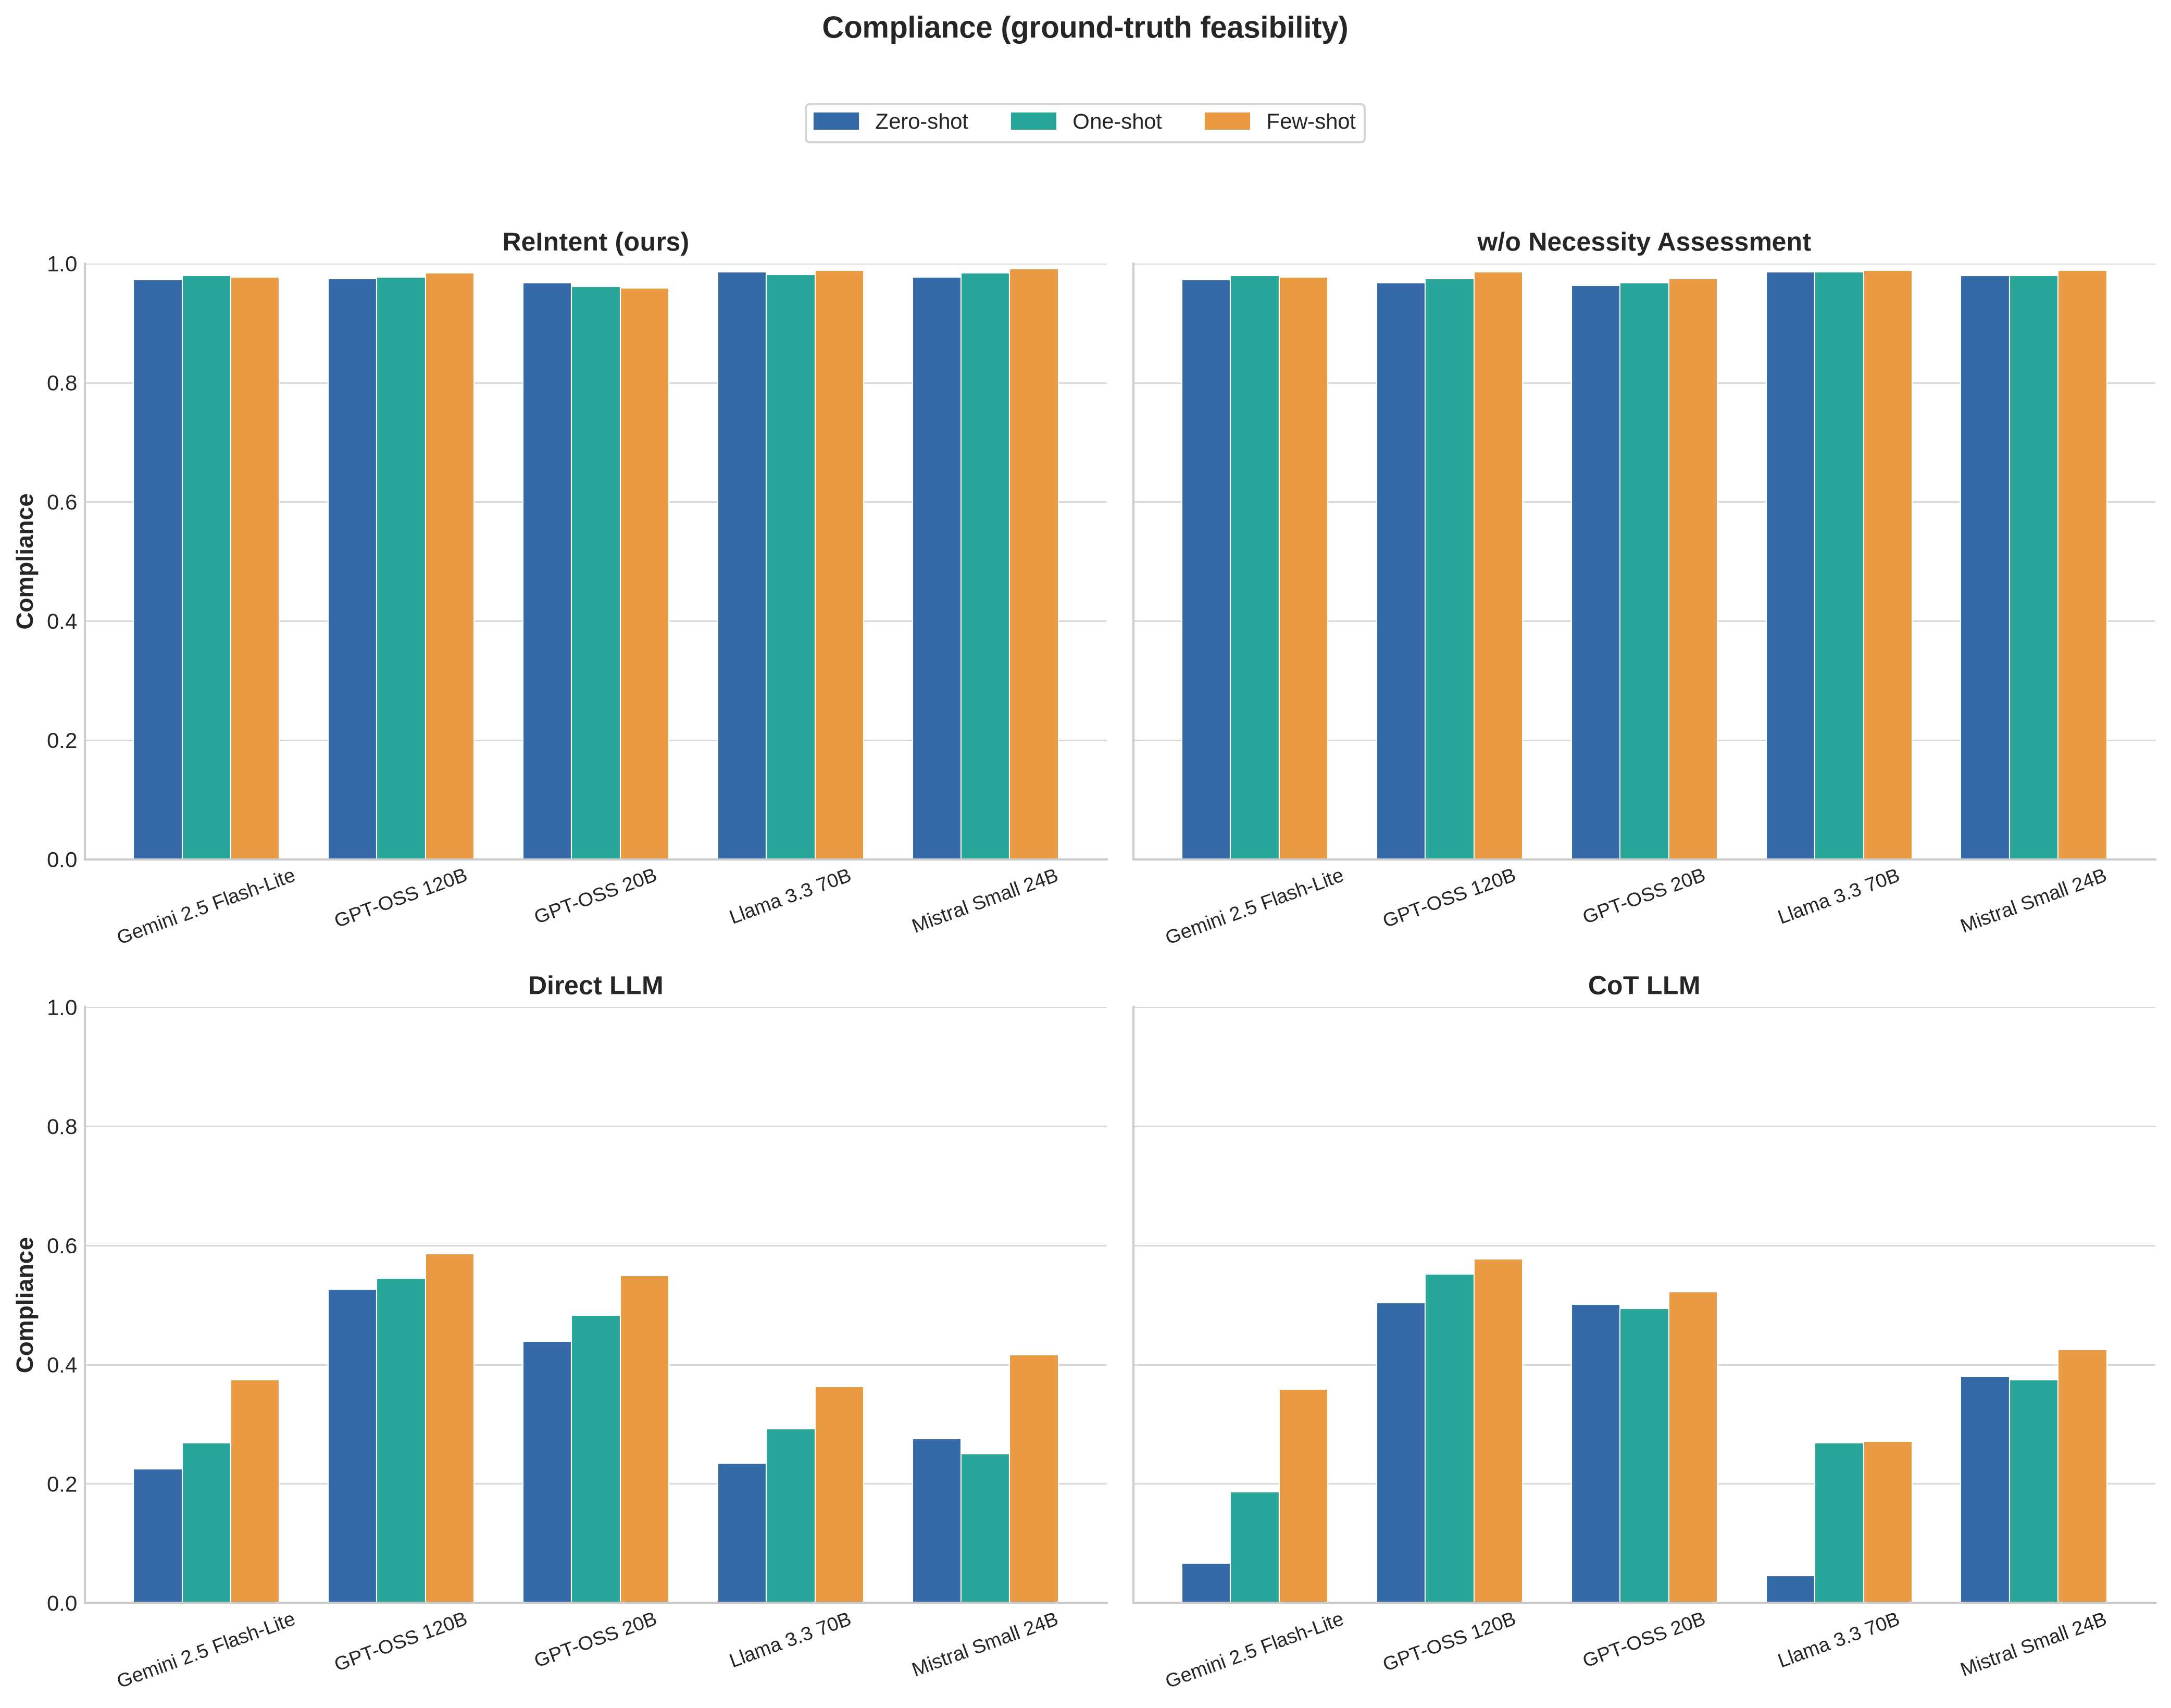 Compliance (ground-truth feasibility)
Zero-shot One-shot Few-shot
ReIntent (ours)
1.0
0.8
0.6
0.4
0.2
0.0
Compliance
Gemini 2.5 Flash-Lite
GPT-OSS 120B
GPT-OSS 20B
Llama 3.3 70B
Mistral Small 24B
w/o Necessity Assessment
Gemini 2.5 Flash-Lite
GPT-OSS 120B
GPT-OSS 20B
Llama 3.3 70B
Mistral Small 24B
Direct LLM
1.0
0.8
0.6
0.4
0.2
0.0
Compliance
Gemini 2.5 Flash-Lite
GPT-OSS 120B
GPT-OSS 20B
Llama 3.3 70B
Mistral Small 24B
CoT LLM
Gemini 2.5 Flash-Lite
GPT-OSS 120B
GPT-OSS 20B
Llama 3.3 70B
Mistral Small 24B